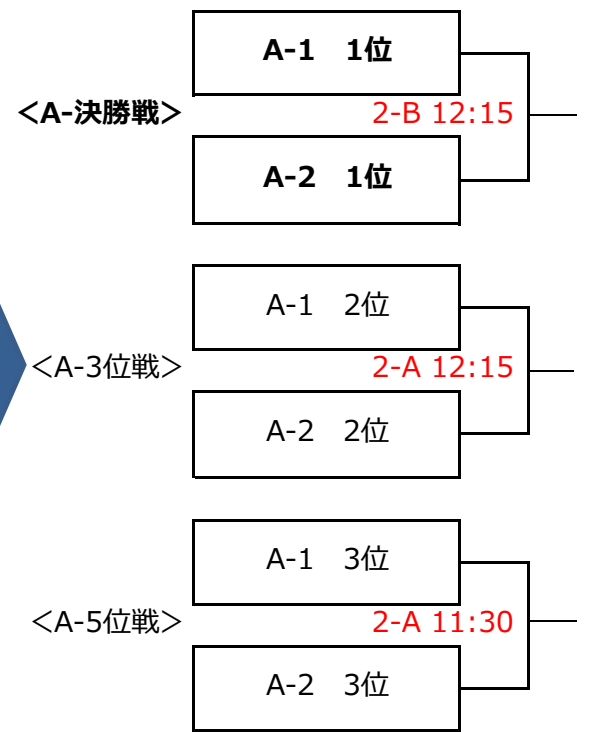 A-1 1位
＜A-決勝戦＞
2-B 12:15
A-2 1位
A-1 2位
＜A-3位戦＞
2-A 12:15
A-2 2位
A-1 3位
＜A-5位戦＞
2-A 11:30
A-2 3位